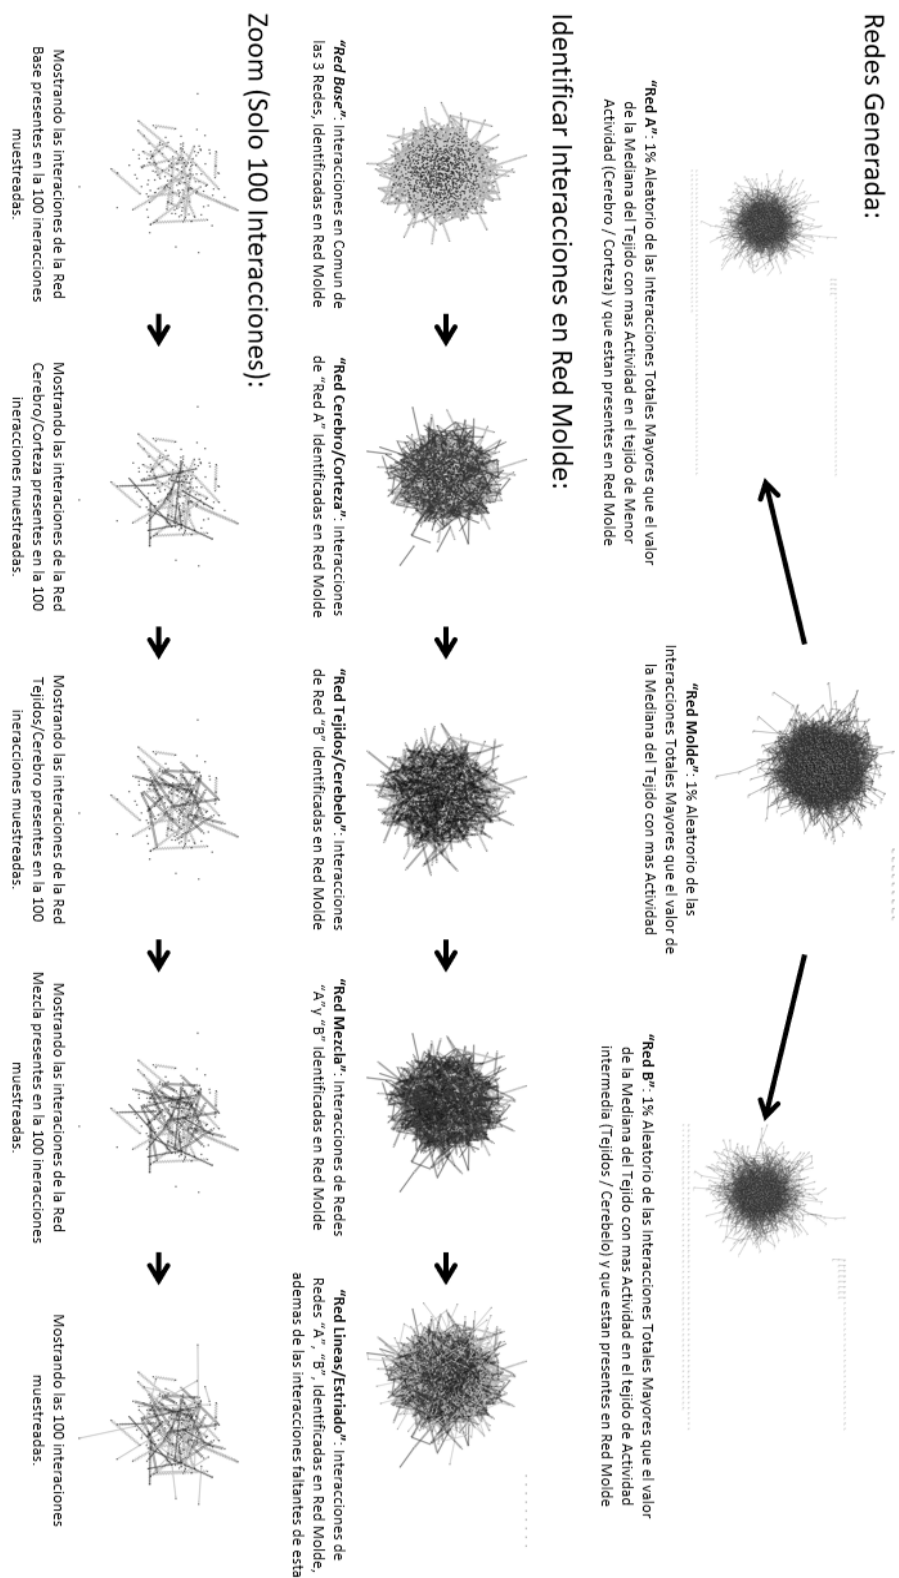 Redes Generada:
“Red Molde”: 1% Aleatrorio de las
Interacciones Totales Mayores que el valor de
la Mediana del Tejido con mas Actividad
“Red A”: 1% Aleatorio de las Interacciones Totales Mayores que el valor
de la Mediana del Tejido con mas Actividad en el tejido de Menor
Actividad (Cerebro / Corteza) y que estan presentes en Red Molde
“Red B”: 1% Aleatorio de las Interacciones Totales Mayores que el valor
de la Mediana del Tejido con mas Actividad en el tejido de Actividad
intermedia (Tejidos / Cerebelo) y que estan presentes en Red Molde
Identificar Interacciones en Red Molde:
“Red Base”: Interacciones en Comun de
las 3 Redes, Identificadas en Red Molde
“Red Cerebro/Corteza”: Interacciones
de “Red A” Identificadas en Red Molde
“Red Tejidos/Cerebelo”: Interacciones
de Red “B” Identificadas en Red Molde
“Red Mezcla”: Interacciones de Redes
“A”y “B” Identificadas en Red Molde
“Red Lineas/Estriado”: Interacciones de
Redes “A”, “B”, Identificadas en Red Molde,
ademas de las interacciones faltantes de esta
Zoom (Solo 100 Interacciones):
Mostrando las interaciones de la Red
Base presentes en la 100 ineracciones
muestreadas.
Mostrando las interaciones de la Red
Cerebro/Corteza presentes en la 100
ineracciones muestreadas.
Mostrando las interaciones de la Red
Tejidos/Cerebro presentes en la 100
ineracciones muestreadas.
Mostrando las interaciones de la Red
Mezcla presentes en la 100 ineracciones
muestreadas.
Mostrando las 100 interaciones
muestreadas.